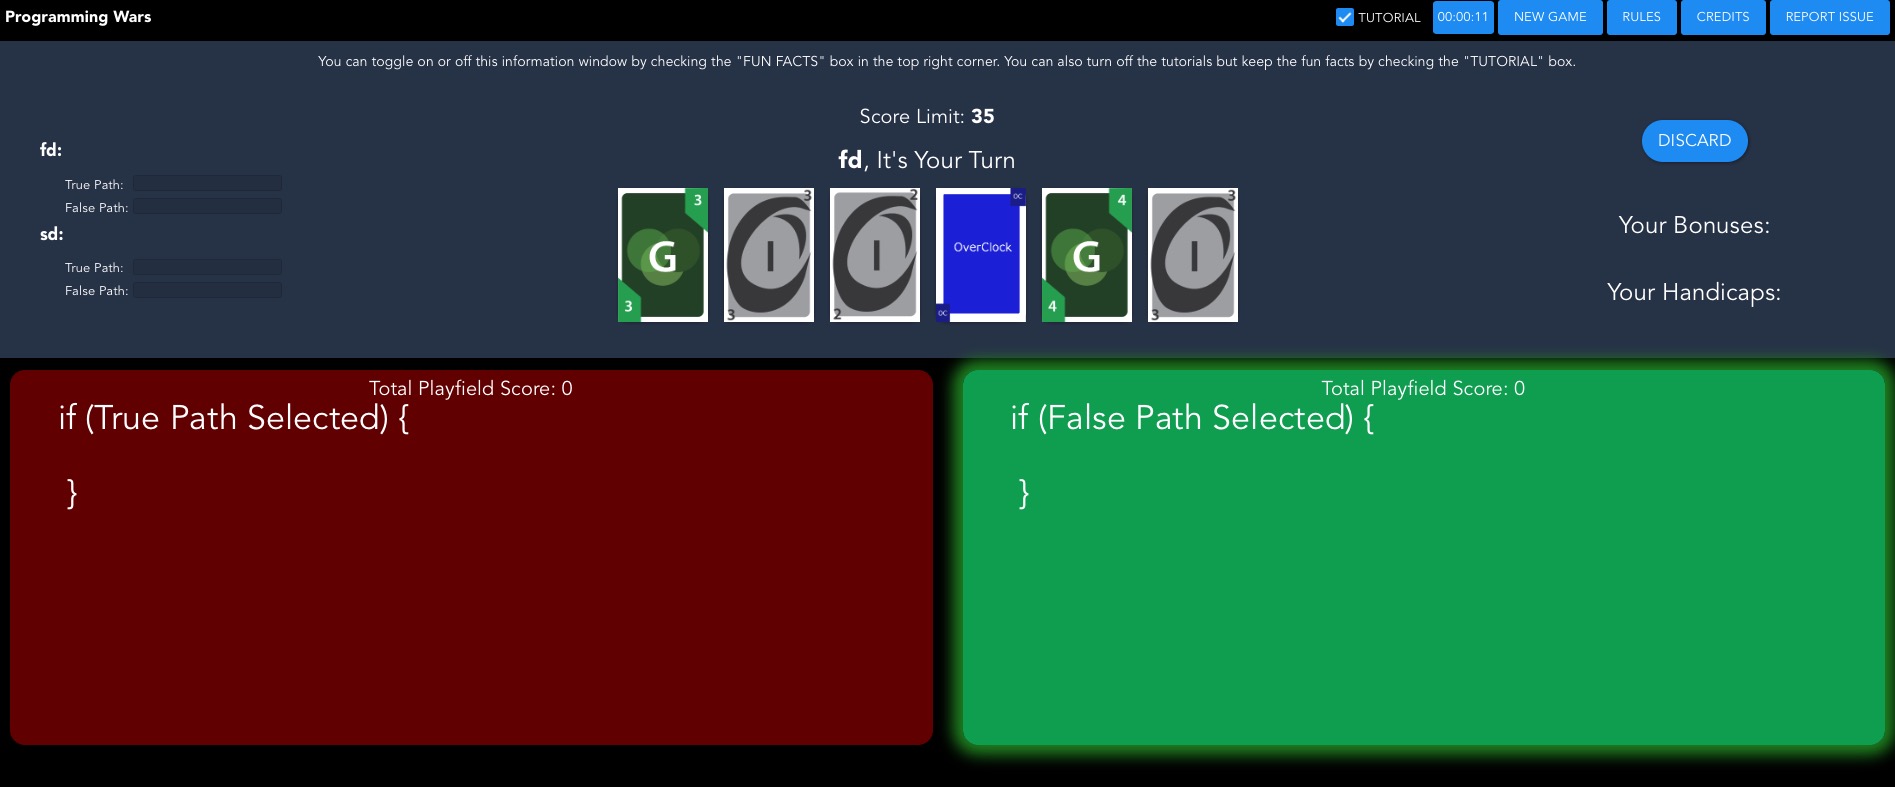 Programming Wars
TUTORIAL
00:00:11
NEW GAME
RULES
CREDITS
REPORT ISSUE
You can toggle on or off this information window by checking the "FUN FACTS" box in the top right corner. You can also turn off the tutorials but keep the fun facts by checking the "TUTORIAL" box.
Score Limit: 35
fd, It's Your Turn
fd:
True Path:
False Path:
sd:
True Path:
False Path:
3
G
3
3
I
3
2
I
2
OC
OverClock
OC
4
G
4
3
I
3
DISCARD
Your Bonuses:
Your Handicaps:
Total Playfield Score: 0
if (True Path Selected) {
}
Total Playfield Score: 0
if (False Path Selected) {
}